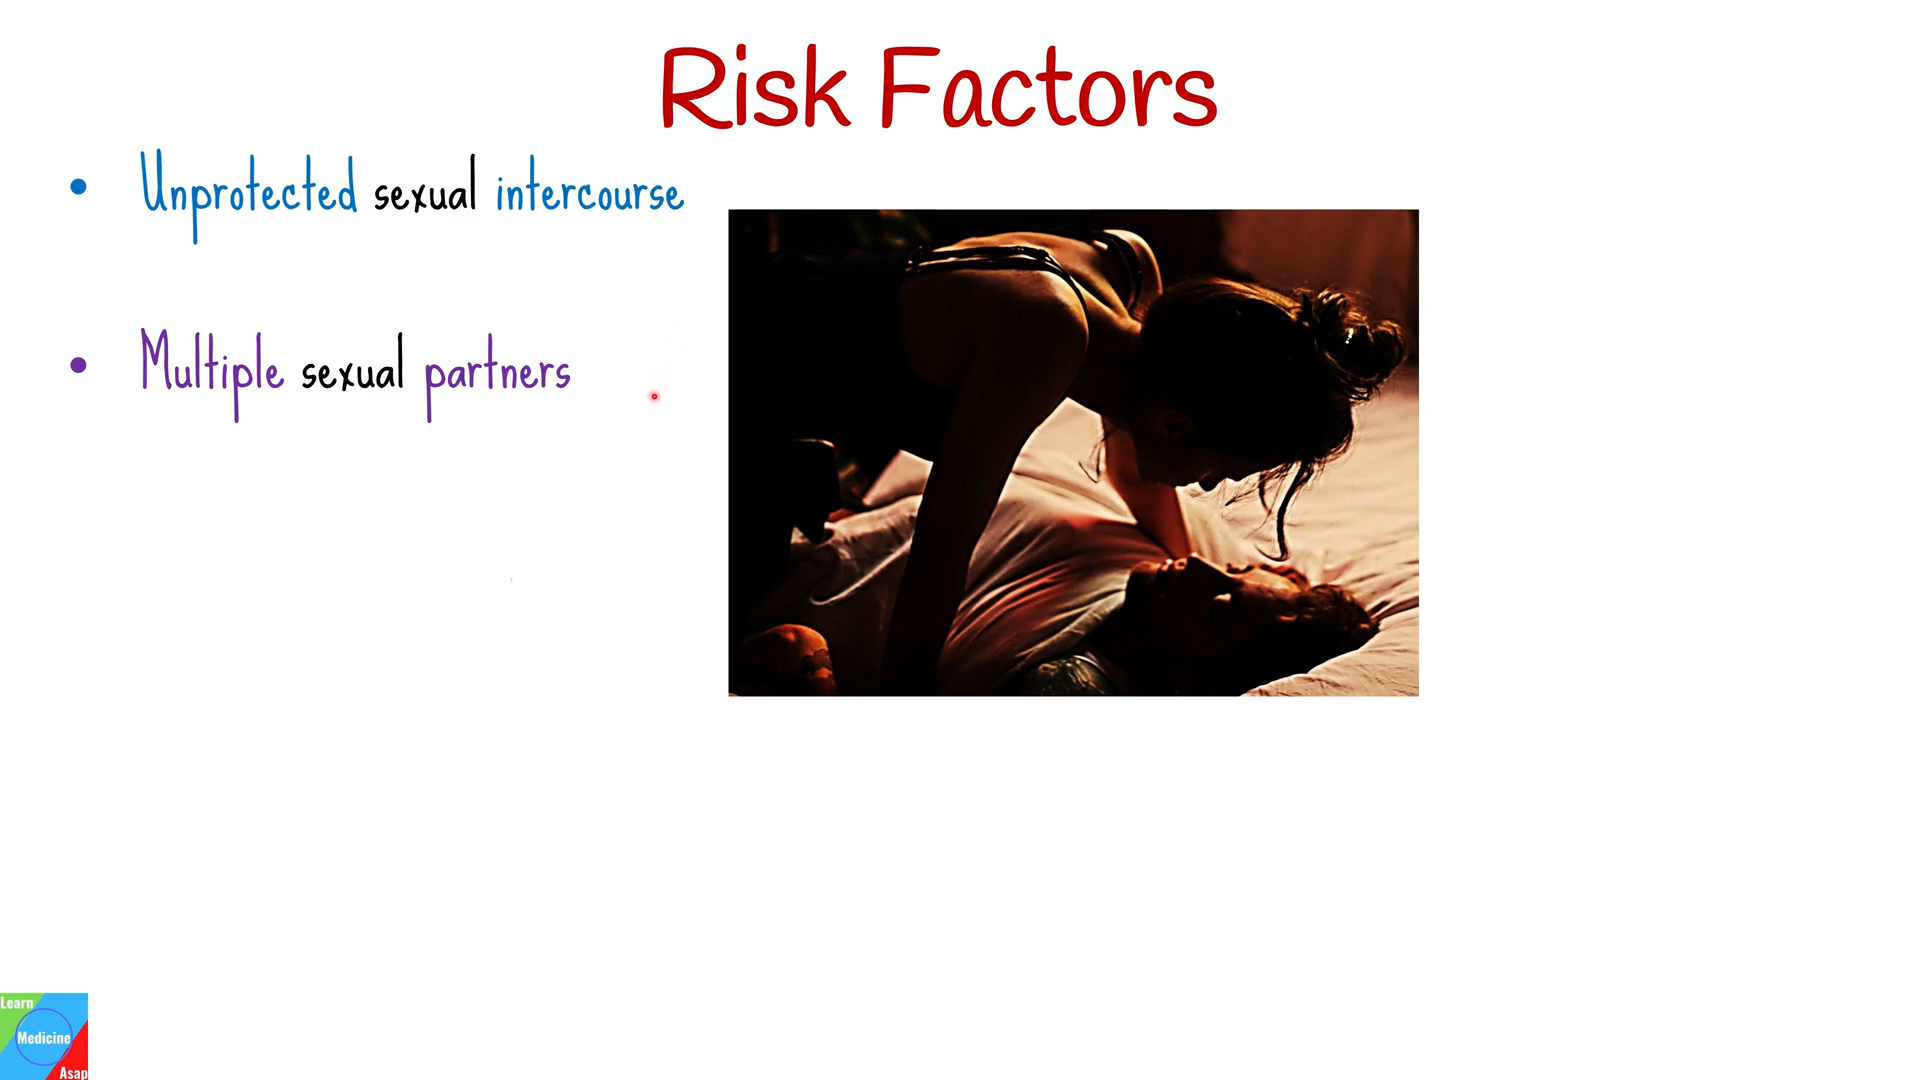 Risk Factors
• Unprotected sexual intercourse
• Multiple sexual partners
Learn
Medicine
Asap